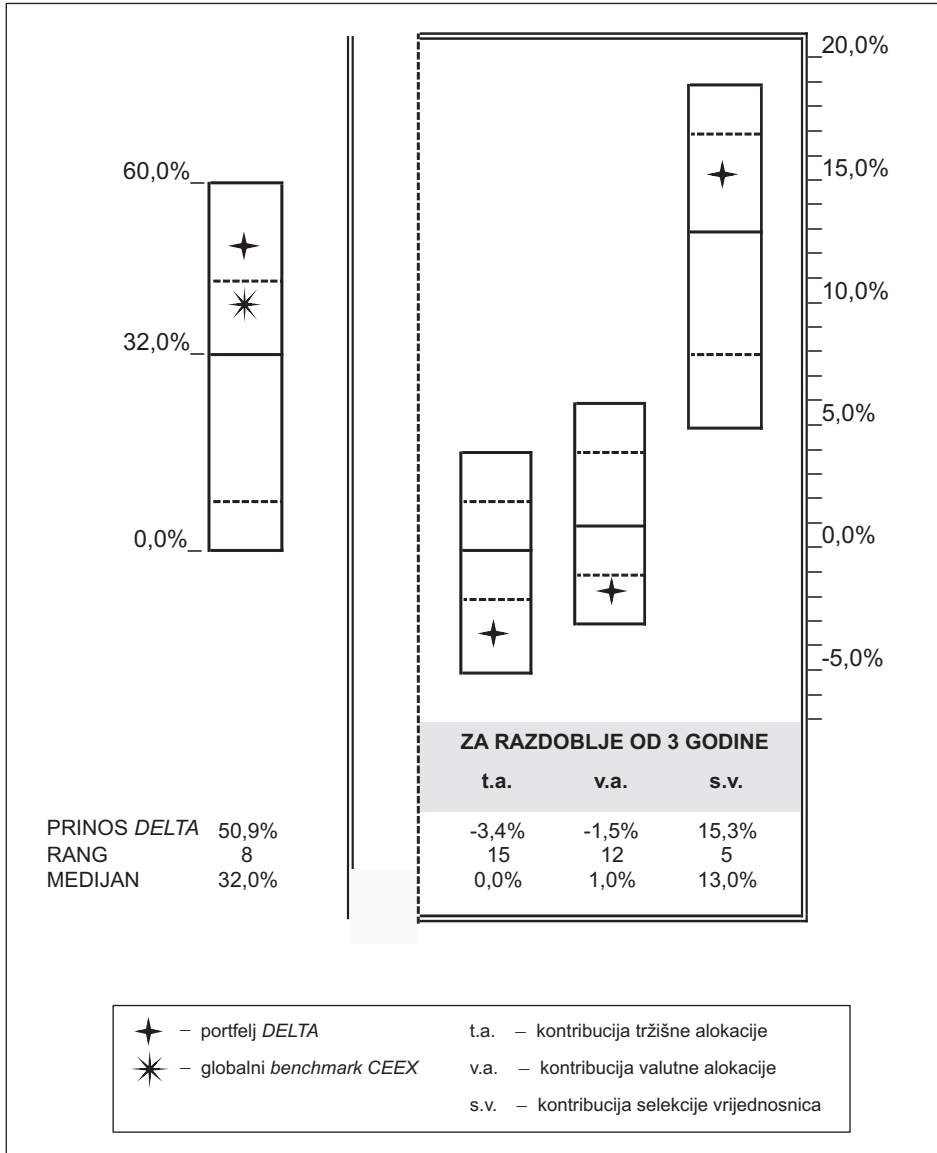 20,0%
15,0%
10,0%
5,0%
0,0%
-5,0%
60,0%
32,0%
0,0%
ZA RAZDOBLJE OD 3 GODINE
t.a. v.a. s.v.
PRINOS DELTA 50,9% -3,4% -1,5% 15,3%
RANG 8 15 12 5
MEDIJAN 32,0% 0,0% 1,0% 13,0%
– portfelj DELTA
– globalni benchmark CEEX
t.a. – kontribucija tržišne alokacije
v.a. – kontribucija valutne alokacije
s.v. – kontribucija selekcije vrijednosnica